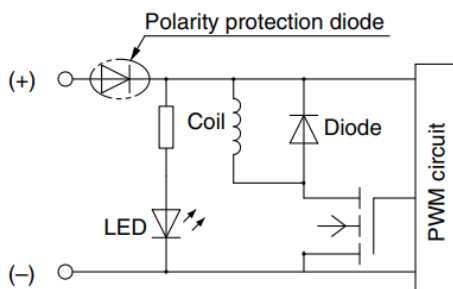 Polarity protection diode
(+)
Coil
Diode
PWM circuit
LED
(–)